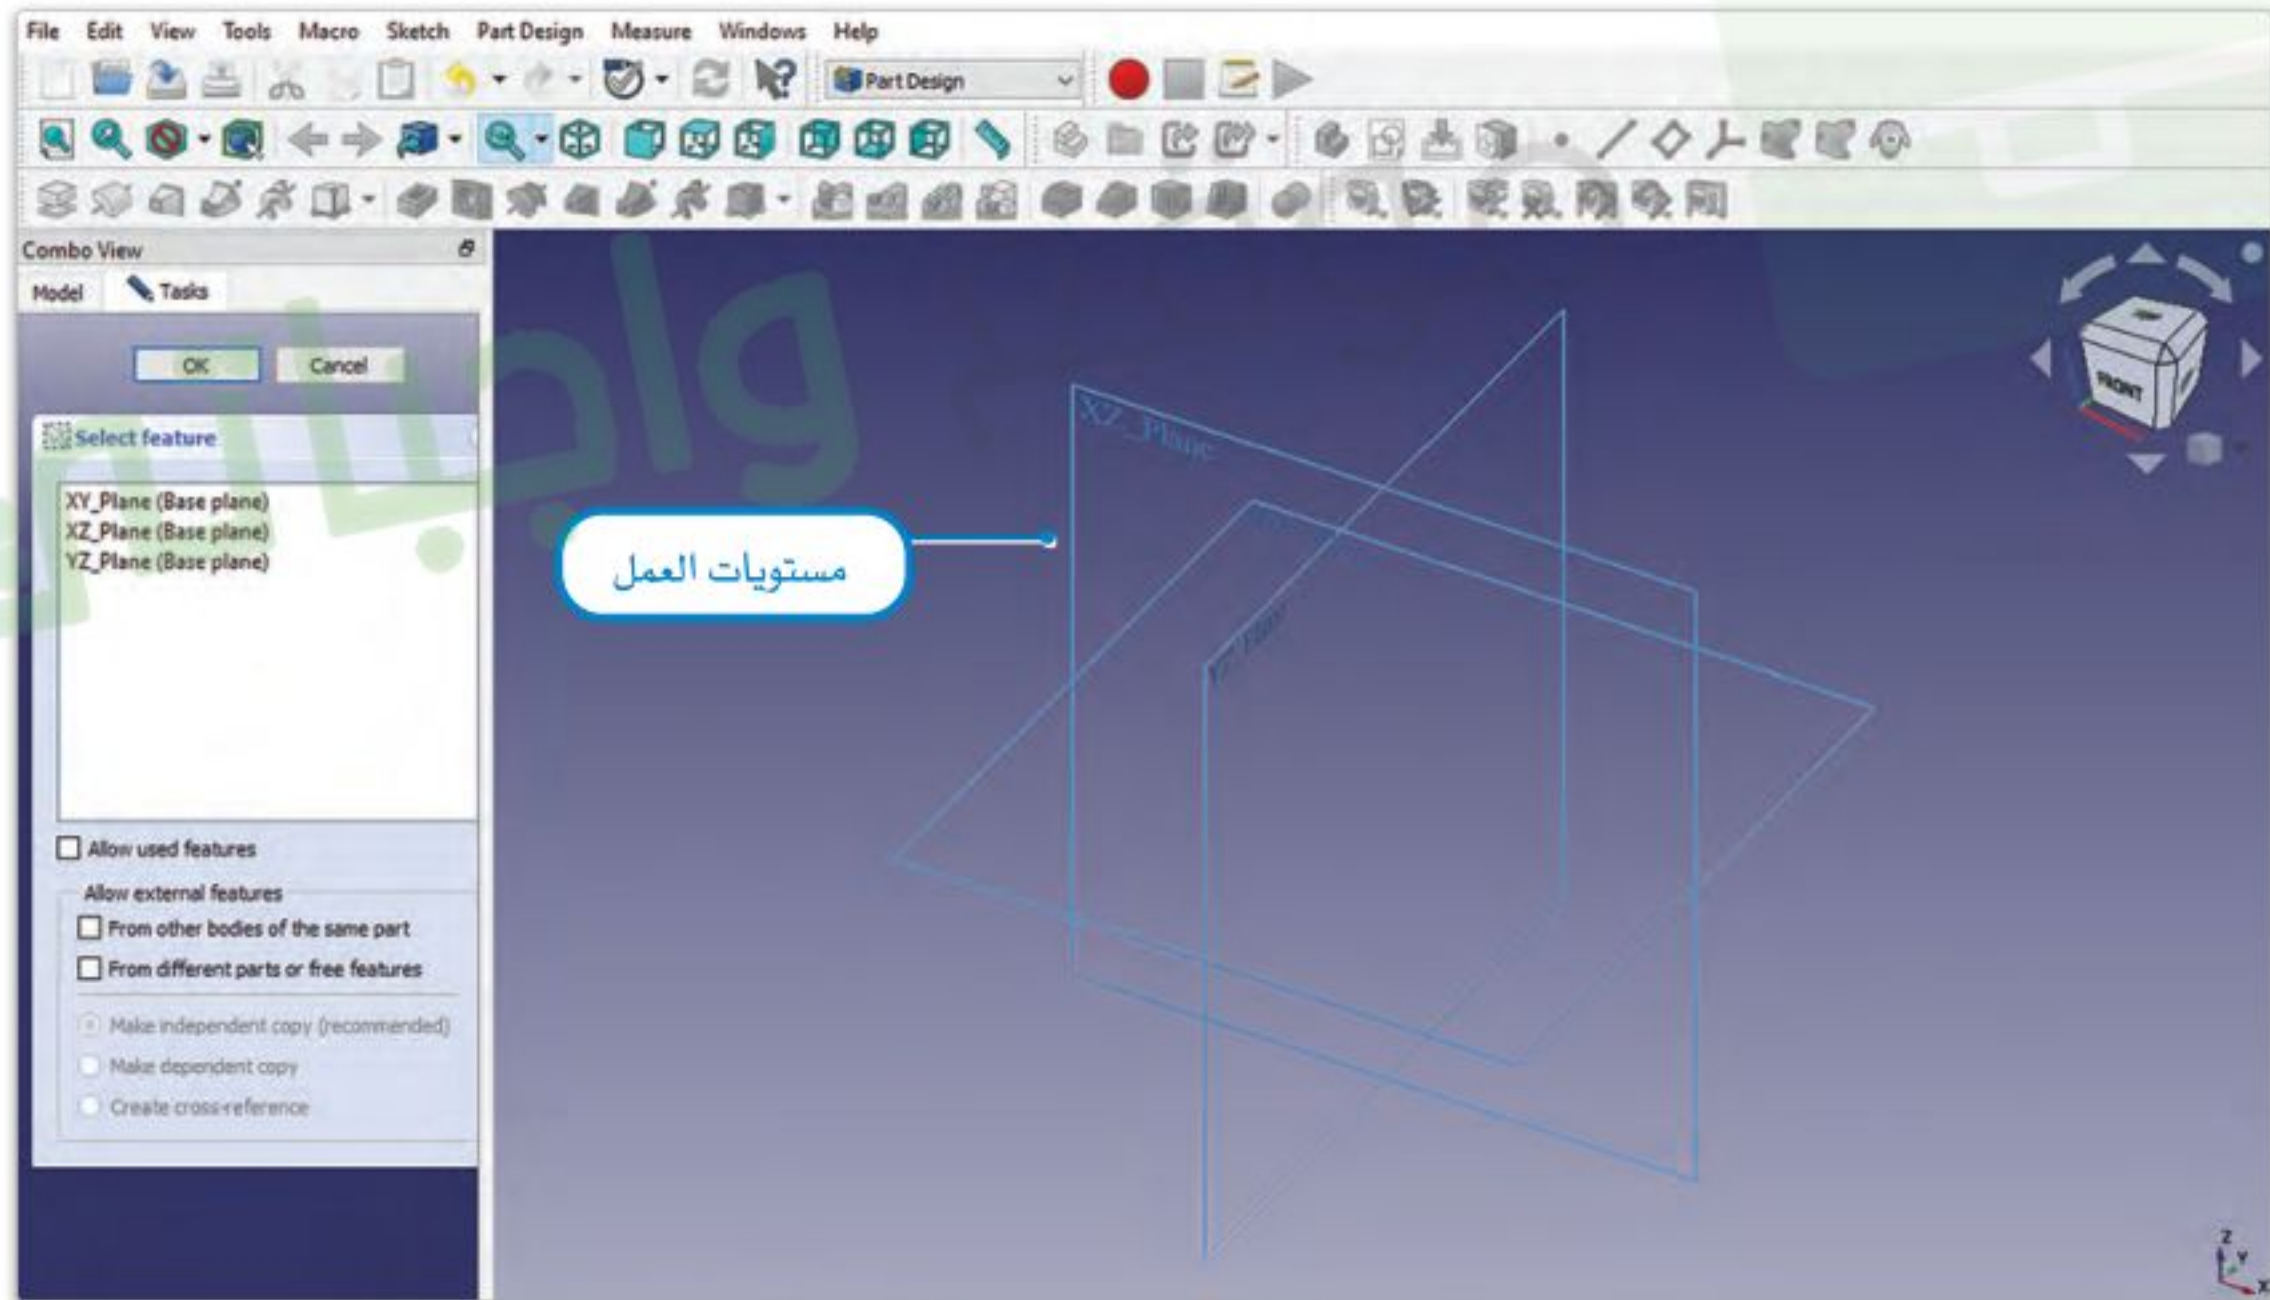 File Edit View Tools Macro Sketch Part Design Measure Windows Help
Part Design
Combo View
Model Tasks
OK Cancel
Select feature
XY_Plane (Base plane)
XZ_Plane (Base plane)
YZ_Plane (Base plane)
Allow used features
Allow external features
From other bodies of the same part
From different parts or free features
Make independent copy (recommended)
Make dependent copy
Create cross-reference
XZ_Plane
مستويات العمل
FRONT
Z
Y
X